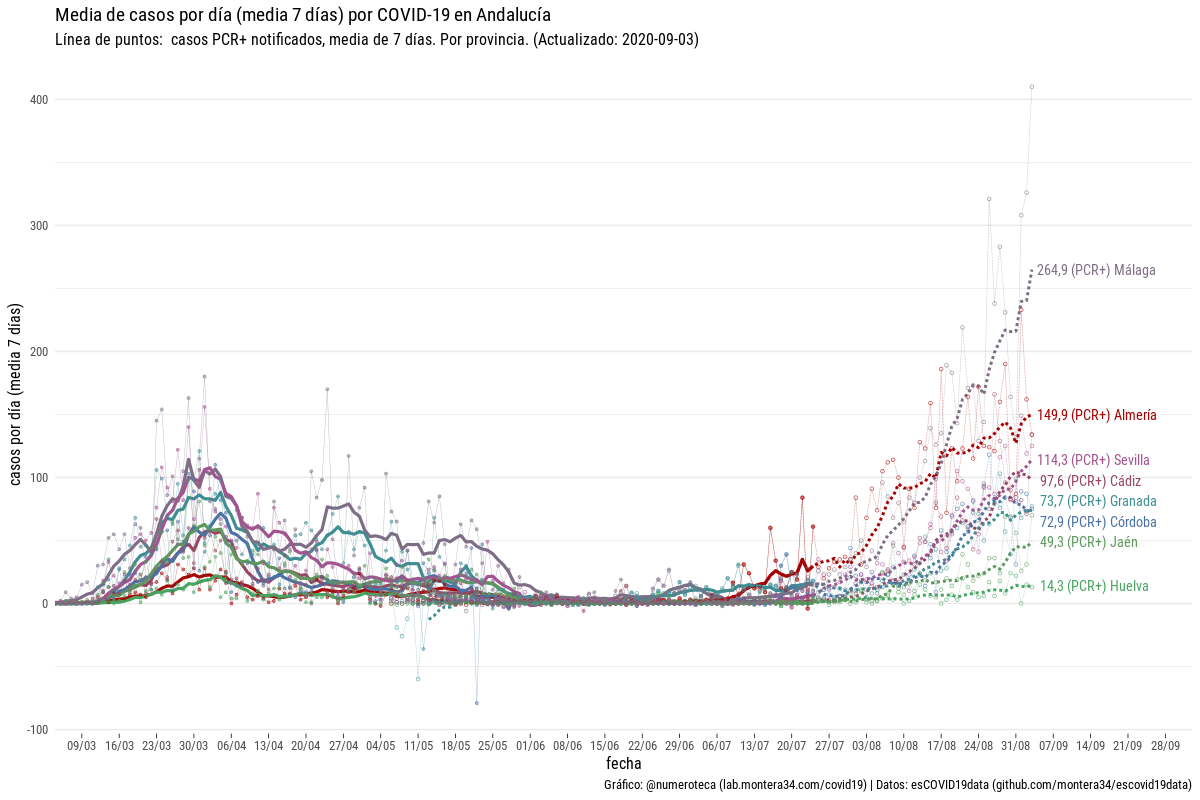 Media de casos por día (media 7 días) por COVID-19 en Andalucía
Línea de puntos:  casos PCR+ notificados, media de 7 días. Por provincia. (Actualizado: 2020-09-03)
casos por día (media 7 días)
400
300
200
100
0
-100
264,9 (PCR+) Málaga
149,9 (PCR+) Almería
114,3 (PCR+) Sevilla
97,6 (PCR+) Cádiz
73,7 (PCR+) Granada
72,9 (PCR+) Córdoba
49,3 (PCR+) Jaén
14,3 (PCR+) Huelva
09/03 16/03 23/03 30/03 06/04 13/04 20/04 27/04 04/05 11/05 18/05 25/05 01/06 08/06 15/06 22/06 29/06 06/07 13/07 20/07 27/07 03/08 10/08 17/08 24/08 31/08 07/09 14/09 21/09 28/09
fecha
Gráfico: @numeroteca (lab.montera34.com/covid19) | Datos: esCOVID19data (github.com/montera34/escovid19data)